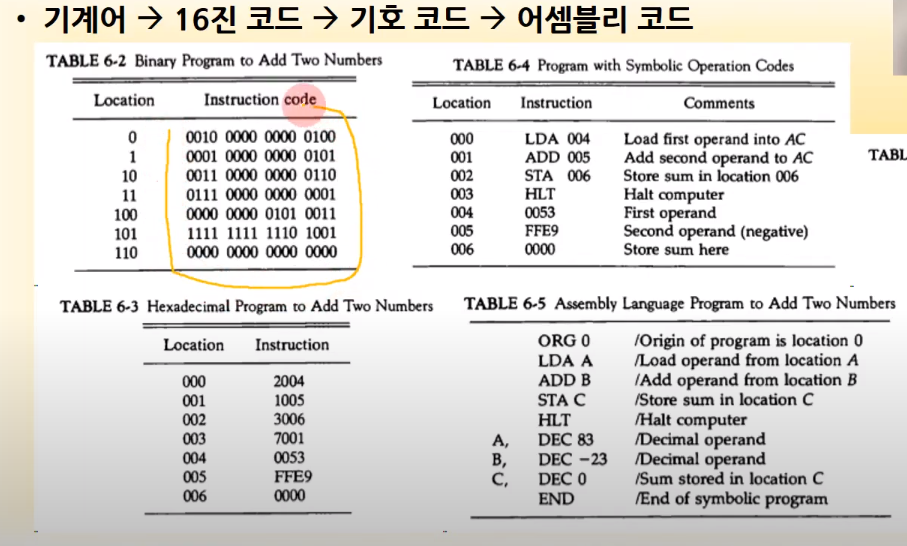 • 기계어 → 16진 코드 → 기호 코드 → 어셈블리 코드
TABLE 6-2 Binary Program to Add Two Numbers
Location Instruction code
0 0010 0000 0000 0100
1 0001 0000 0000 0101
10 0011 0000 0000 0110
11 0111 0000 0000 0001
100 0000 0000 0101 0011
101 1111 1111 1110 1001
110 0000 0000 0000 0000
TABLE 6-4 Program with Symbolic Operation Codes
Location Instruction Comments
000 LDA 004 Load first operand into AC
001 ADD 005 Add second operand to AC
002 STA 006 Store sum in location 006
003 HLT Halt computer
004 0053 First operand
005 FFE9 Second operand (negative)
006 0000 Store sum here
TABL
TABLE 6-3 Hexadecimal Program to Add Two Numbers
Location Instruction
000 2004
001 1005
002 3006
003 7001
004 0053
005 FFE9
006 0000
TABLE 6-5 Assembly Language Program to Add Two Numbers
ORG 0 /Origin of program is location 0
LDA A /Load operand from location A
ADD B /Add operand from location B
STA C /Store sum in location C
HLT /Halt computer
A, DEC 83 /Decimal operand
B, DEC −23 /Decimal operand
C, DEC 0 /Sum stored in location C
END /End of symbolic program